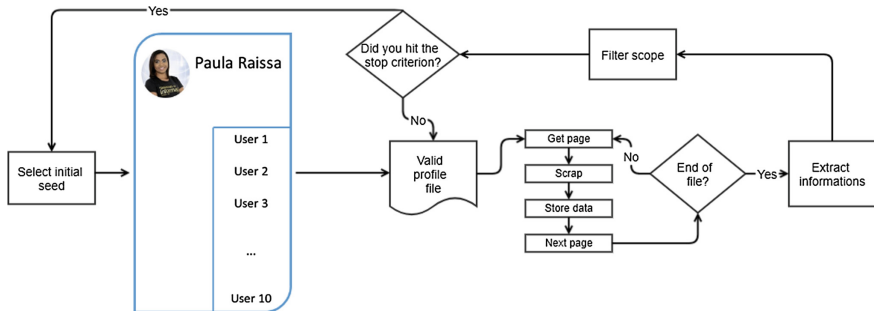 Yes
Paula Raissa
Did you hit the
stop criterion?
Filter scope
No
User 1
User 2
User 3
...
User 10
Select initial
seed
Valid
profile
file
Get page
Scrap
Store data
Next page
No
End of
file?
Yes
Extract
informations